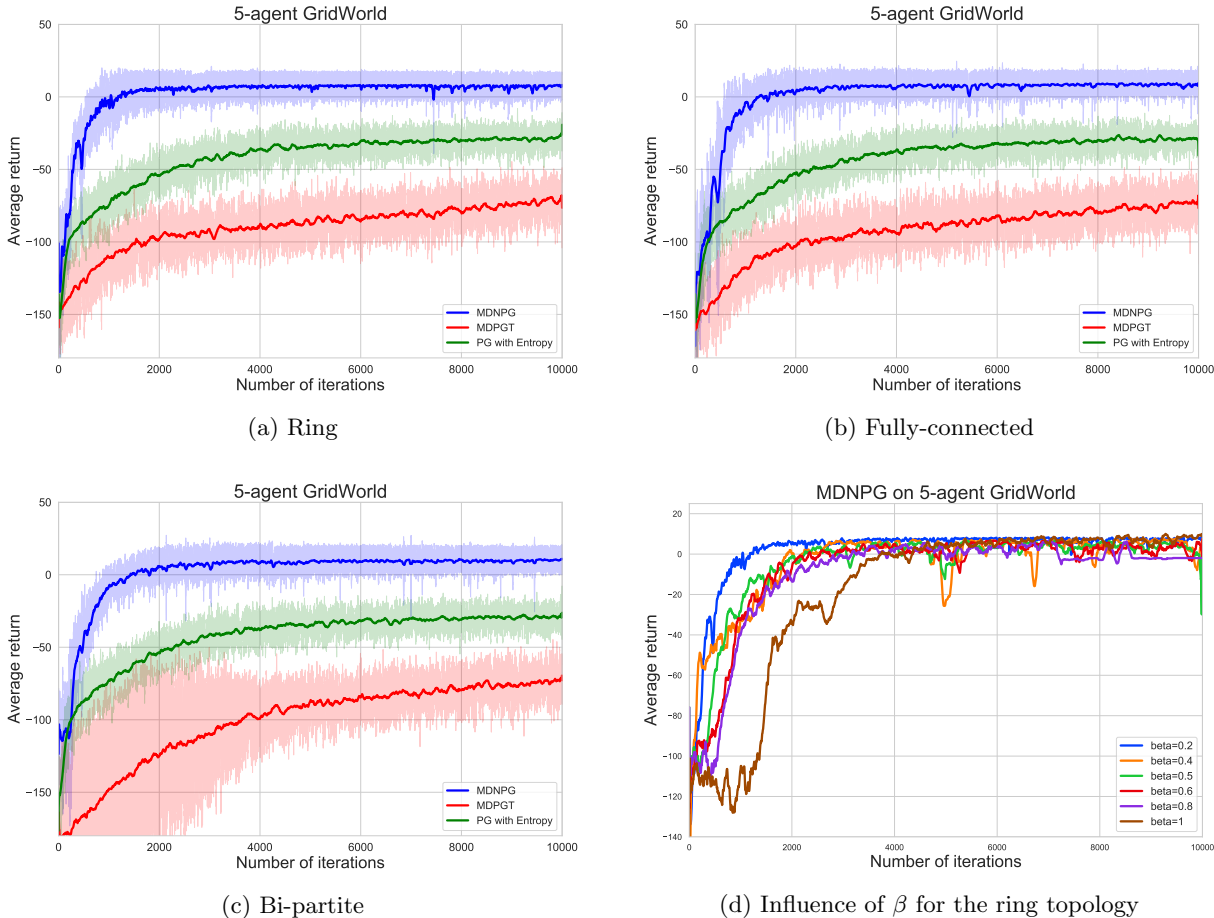 5-agent GridWorld
50
0
−50
−100
−150
Average return
0
2000
4000
6000
8000
10000
Number of iterations
MDNPG
MDPGT
PG with Entropy
(a) Ring
5-agent GridWorld
50
0
−50
−100
−150
Average return
0
2000
4000
6000
8000
10000
Number of iterations
MDNPG
MDPGT
PG with Entropy
(b) Fully-connected
5-agent GridWorld
50
0
−50
−100
−150
Average return
0
2000
4000
6000
8000
10000
Number of iterations
MDNPG
MDPGT
PG with Entropy
(c) Bi-partite
MDNPG on 5-agent GridWorld
20
0
−20
−40
−60
−80
−100
−120
−140
Average return
0
2000
4000
6000
8000
10000
Number of iterations
beta=0.2
beta=0.4
beta=0.5
beta=0.6
beta=0.8
beta=1
(d) Influence of β for the ring topology